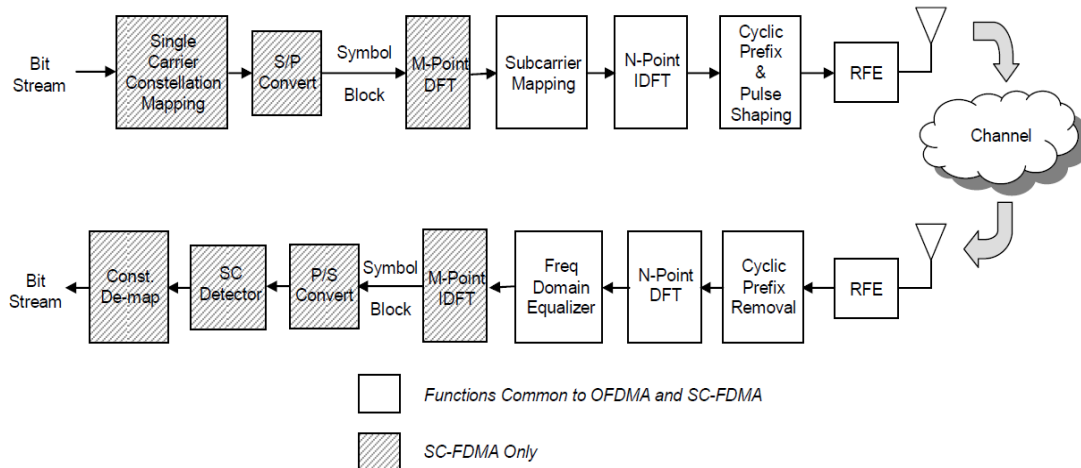 Bit
Stream
Single
Carrier
Constellation
Mapping
S/P
Convert
Symbol
Block
M-Point
DFT
Subcarrier
Mapping
N-Point
IDFT
Cyclic
Prefix
&
Pulse
Shaping
RFE
Channel
Bit
Stream
Const.
De-map
SC
Detector
P/S
Convert
Symbol
Block
M-Point
IDFT
Freq
Domain
Equalizer
N-Point
DFT
Cyclic
Prefix
Removal
RFE
Functions Common to OFDMA and SC-FDMA
SC-FDMA Only